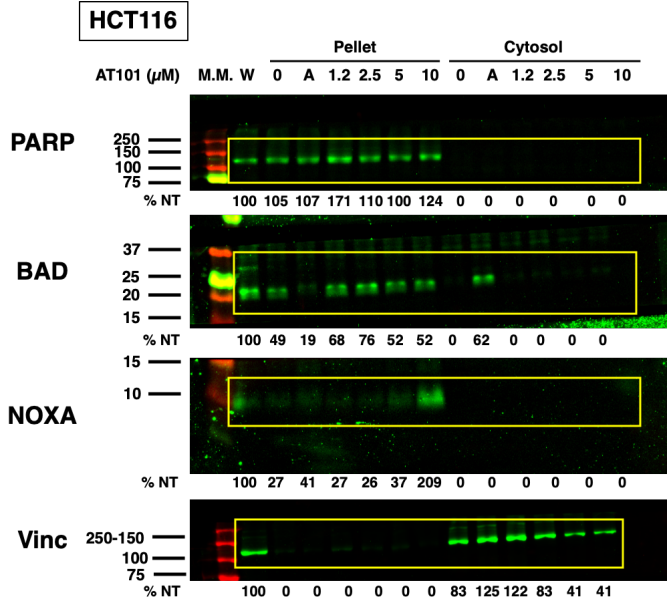 HCT116
Pellet Cytosol
AT101 (µM) M.M. W 0 A 1.2 2.5 5 10 0 A 1.2 2.5 5 10
PARP
250
150
100
75
% NT 100 105 107 171 110 100 124 0 0 0 0 0 0
BAD
37
25
20
15
% NT 100 49 19 68 76 52 52 0 62 0 0 0 0
NOXA
15
10
% NT 100 27 41 27 26 37 209 0 0 0 0 0 0
Vinc
250-150
100
75
% NT 100 0 0 0 0 0 0 83 125 122 83 41 41